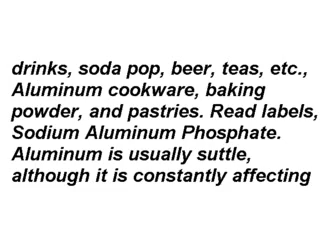 drinks, soda pop, beer, teas, etc.,
Aluminum cookware, baking
powder, and pastries. Read labels,
Sodium Aluminum Phosphate.
Aluminum is usually suttle,
although it is constantly affecting